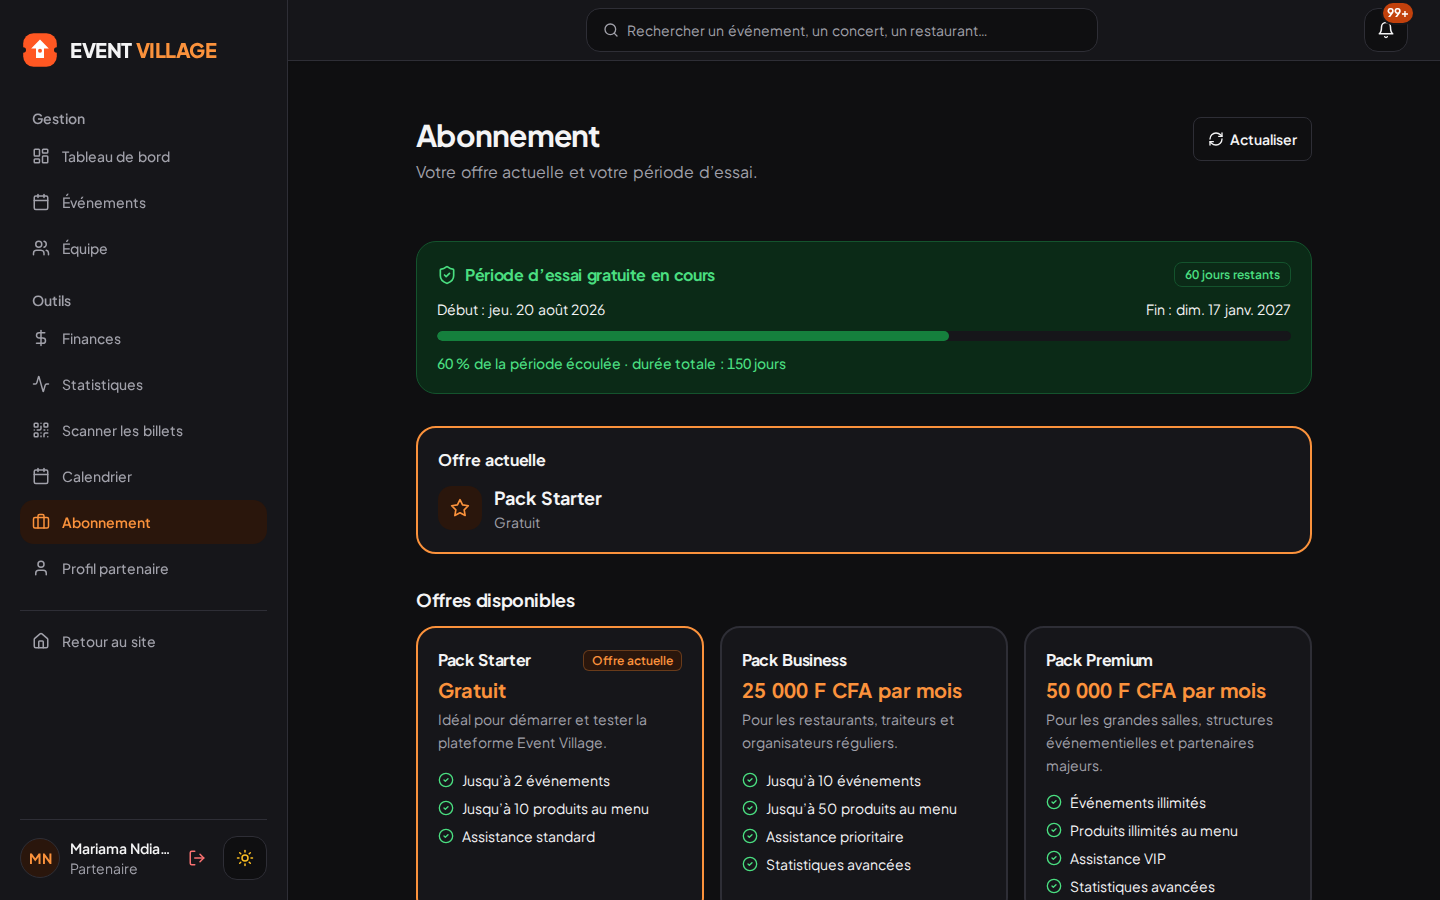 EVENT VILLAGE
Gestion
Tableau de bord
Événements
Équipe
Outils
Finances
Statistiques
Scanner les billets
Calendrier
Abonnement
Profil partenaire
Retour au site
MN
Mariama Ndia...
Partenaire
Rechercher un événement, un concert, un restaurant...
99+
Abonnement
Votre offre actuelle et votre période d'essai.
Actualiser
Période d'essai gratuite en cours
60 jours restants
Début : jeu. 20 août 2026
Fin : dim. 17 janv. 2027
60 % de la période écoulée · durée totale : 150 jours
Offre actuelle
Pack Starter
Gratuit
Offres disponibles
Pack Starter
Offre actuelle
Gratuit
Idéal pour démarrer et tester la
plateforme Event Village.
Jusqu'à 2 événements
Jusqu'à 10 produits au menu
Assistance standard
Pack Business
25 000 F CFA par mois
Pour les restaurants, traiteurs et
organisateurs réguliers.
Jusqu'à 10 événements
Jusqu'à 50 produits au menu
Assistance prioritaire
Statistiques avancées
Pack Premium
50 000 F CFA par mois
Pour les grandes salles, structures
événementielles et partenaires
majeurs.
Événements illimités
Produits illimités au menu
Assistance VIP
Statistiques avancées